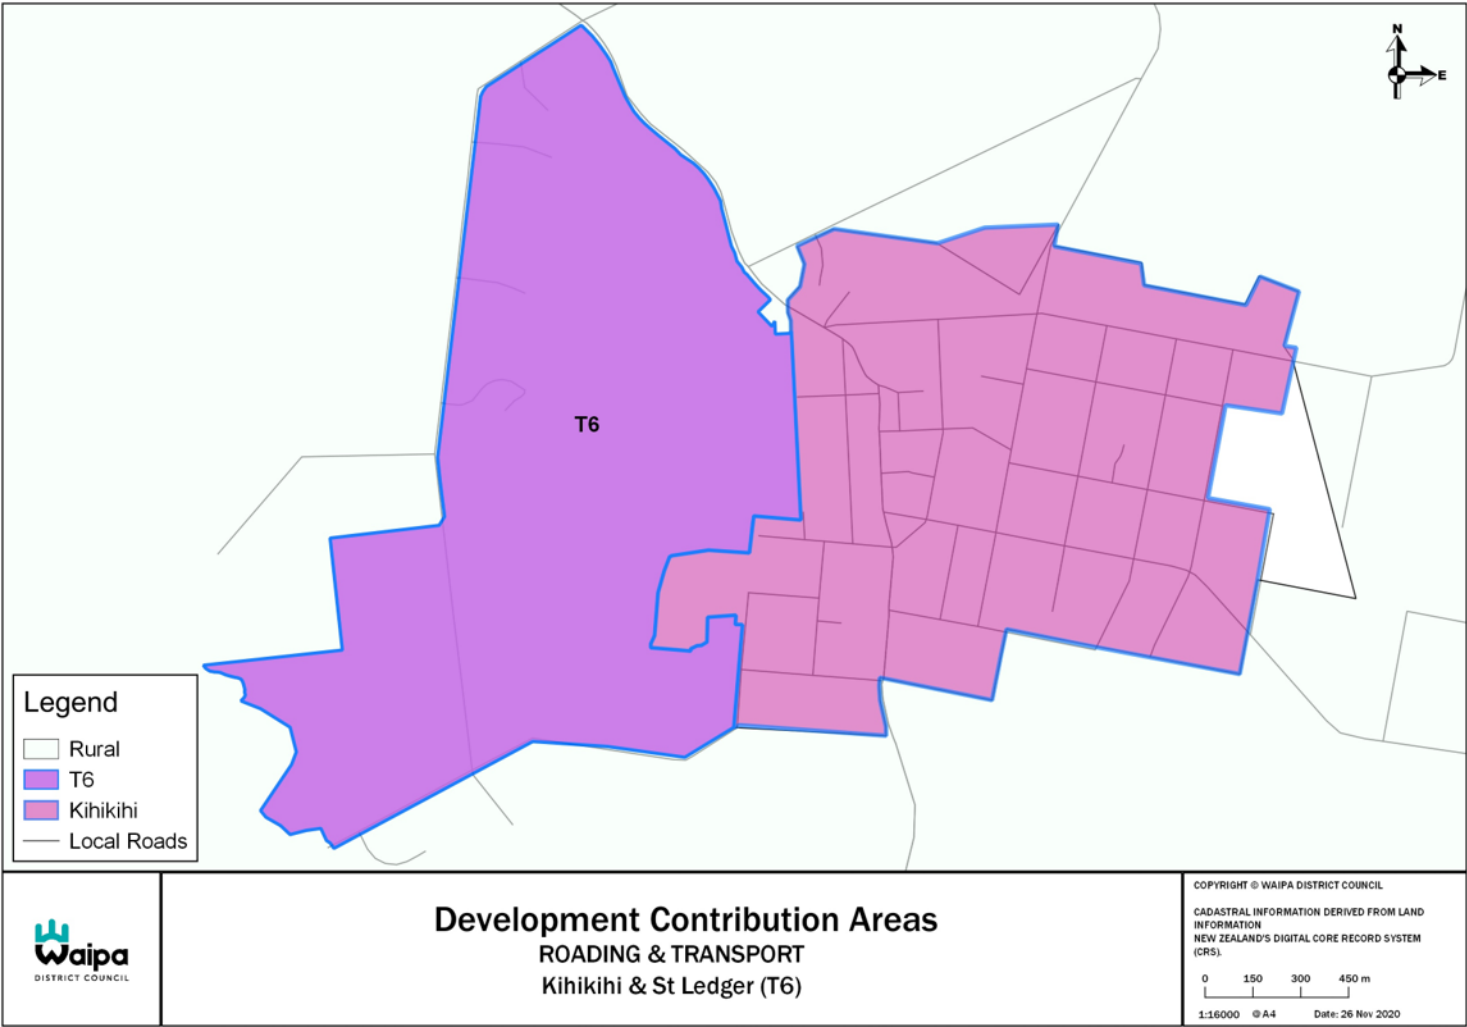 N
E
T6
Legend
Rural
T6
Kihikihi
Local Roads
Waipa
DISTRICT COUNCIL
Development Contribution Areas
ROADING & TRANSPORT
Kihikihi & St Ledger (T6)
COPYRIGHT © WAIPA DISTRICT COUNCIL
CADASTRAL INFORMATION DERIVED FROM LAND
INFORMATION
NEW ZEALAND'S DIGITAL CORE RECORD SYSTEM
(CRS).
0 150 300 450 m
1:16000 @ A4 Date: 26 Nov 2020